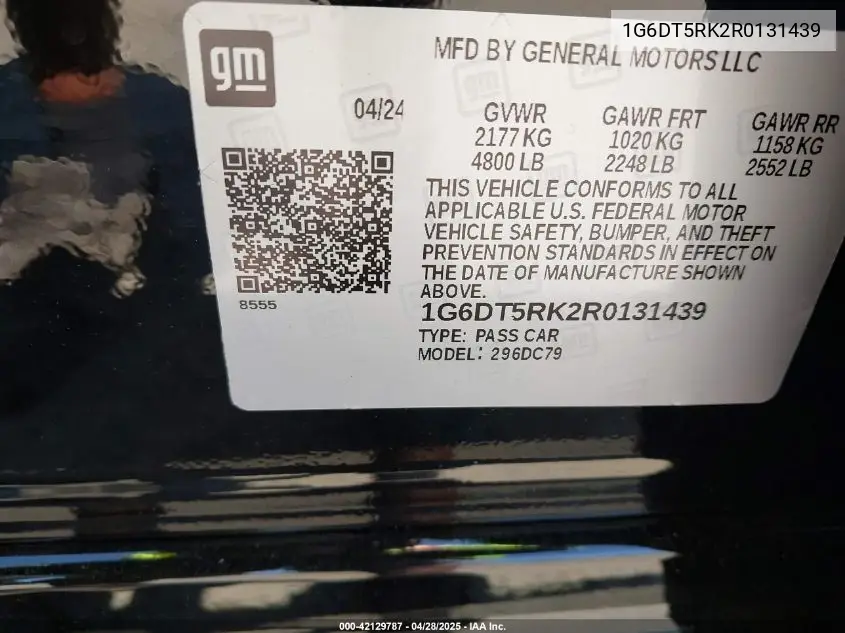 1G6DT5RK2R0131439
gm
MFD BY GENERAL MOTORS LLC
04/24
GVWR GAWR FRT GAWR RR
2177 KG 1020 KG 1158 KG
4800 LB 2248 LB 2552 LB
THIS VEHICLE CONFORMS TO ALL
APPLICABLE U.S. FEDERAL MOTOR
VEHICLE SAFETY, BUMPER, AND THEFT
PREVENTION STANDARDS IN EFFECT ON
THE DATE OF MANUFACTURE SHOWN
ABOVE.
8555
1G6DT5RK2R0131439
TYPE: PASS CAR
MODEL: 296DC79
000-42129787 - 04/28/2025 - IAA Inc.